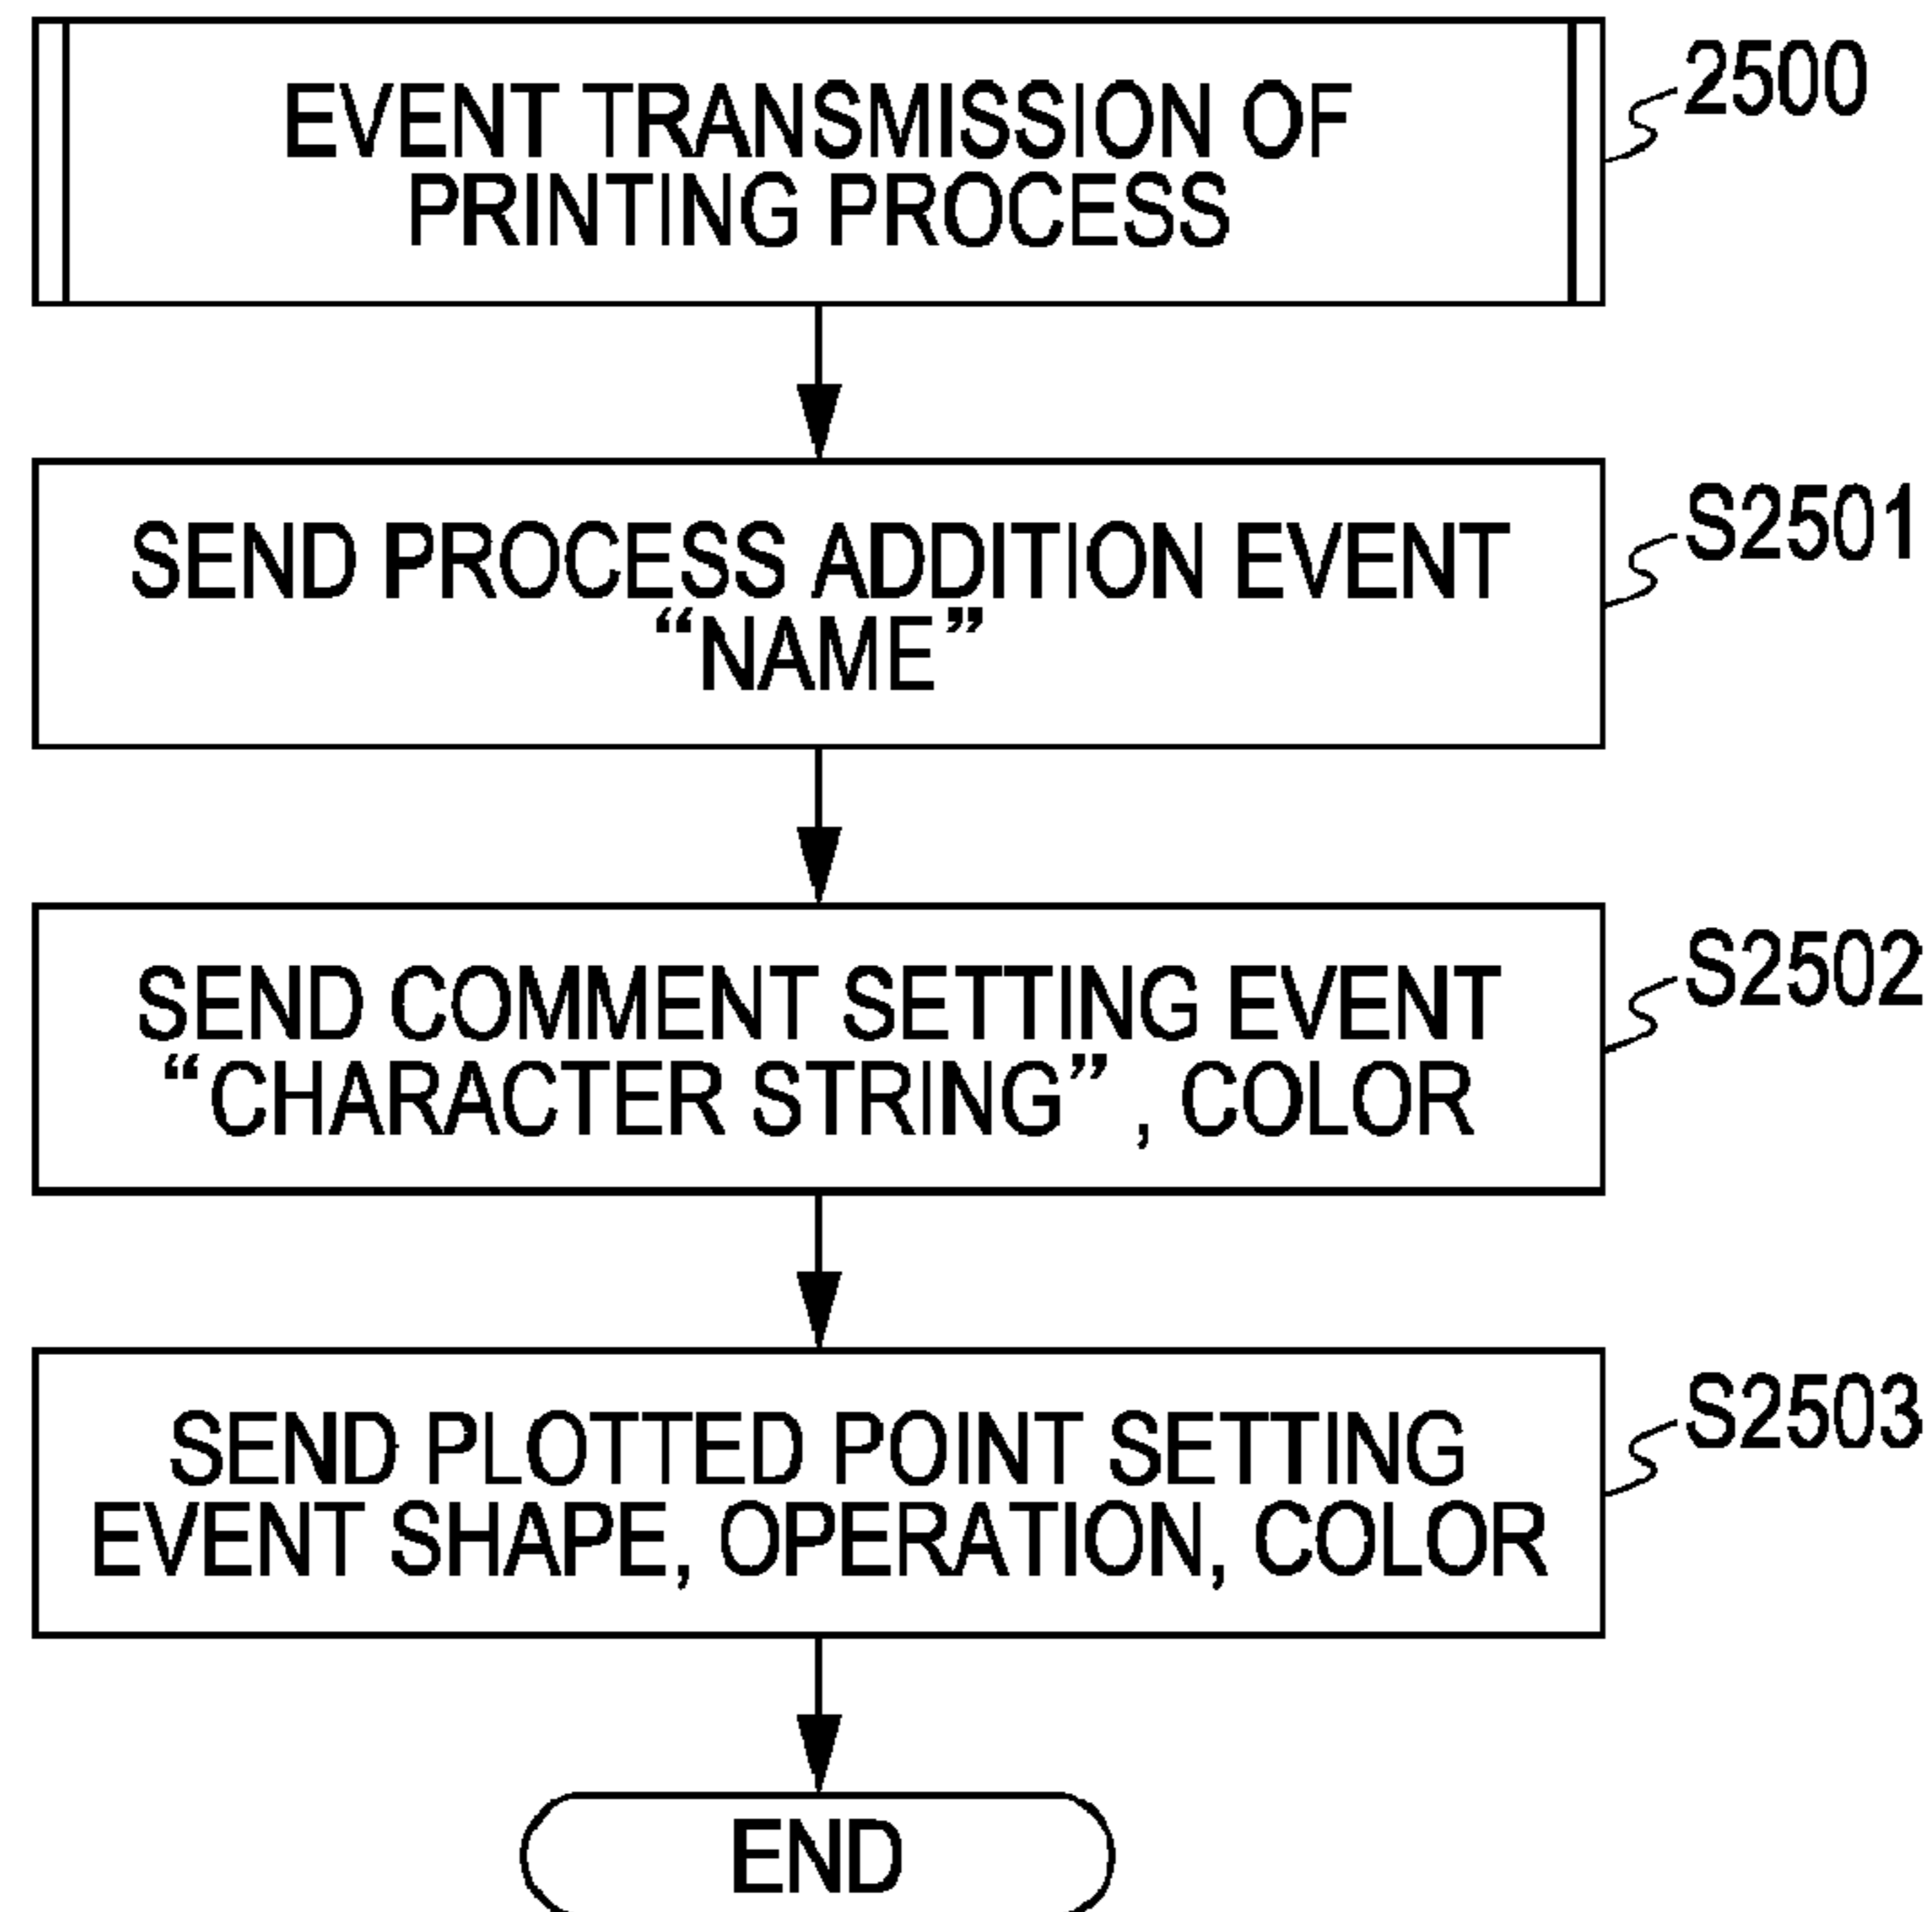 EVENT TRANSMISSION OF
PRINTING PROCESS
2500
SEND PROCESS ADDITION EVENT
“NAME”
S2501
SEND COMMENT SETTING EVENT
“CHARACTER STRING” , COLOR
S2502
SEND PLOTTED POINT SETTING
EVENT SHAPE, OPERATION, COLOR
S2503
END